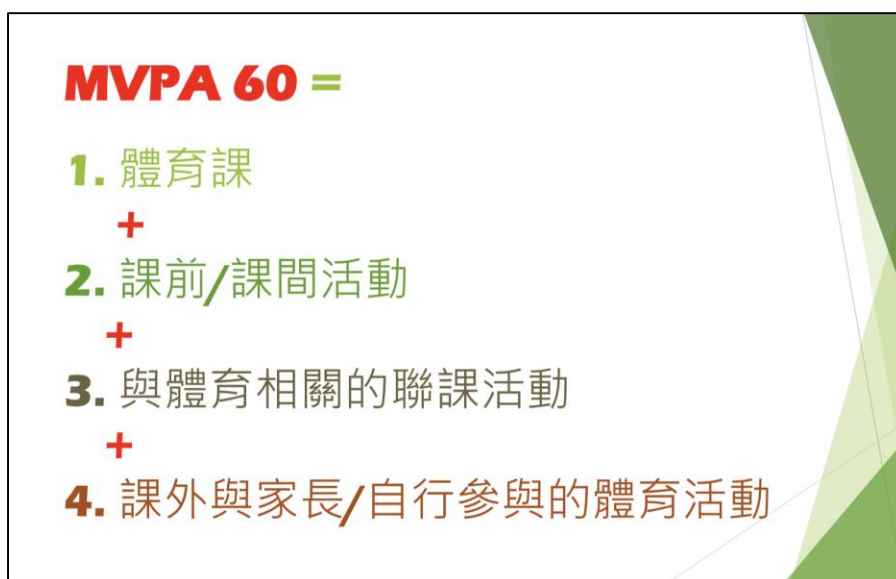 MVPA 60 =
1. 體育課
+
2. 課前/課間活動
+
3. 與體育相關的聯課活動
+
4. 課外與家長/自行參與的體育活動